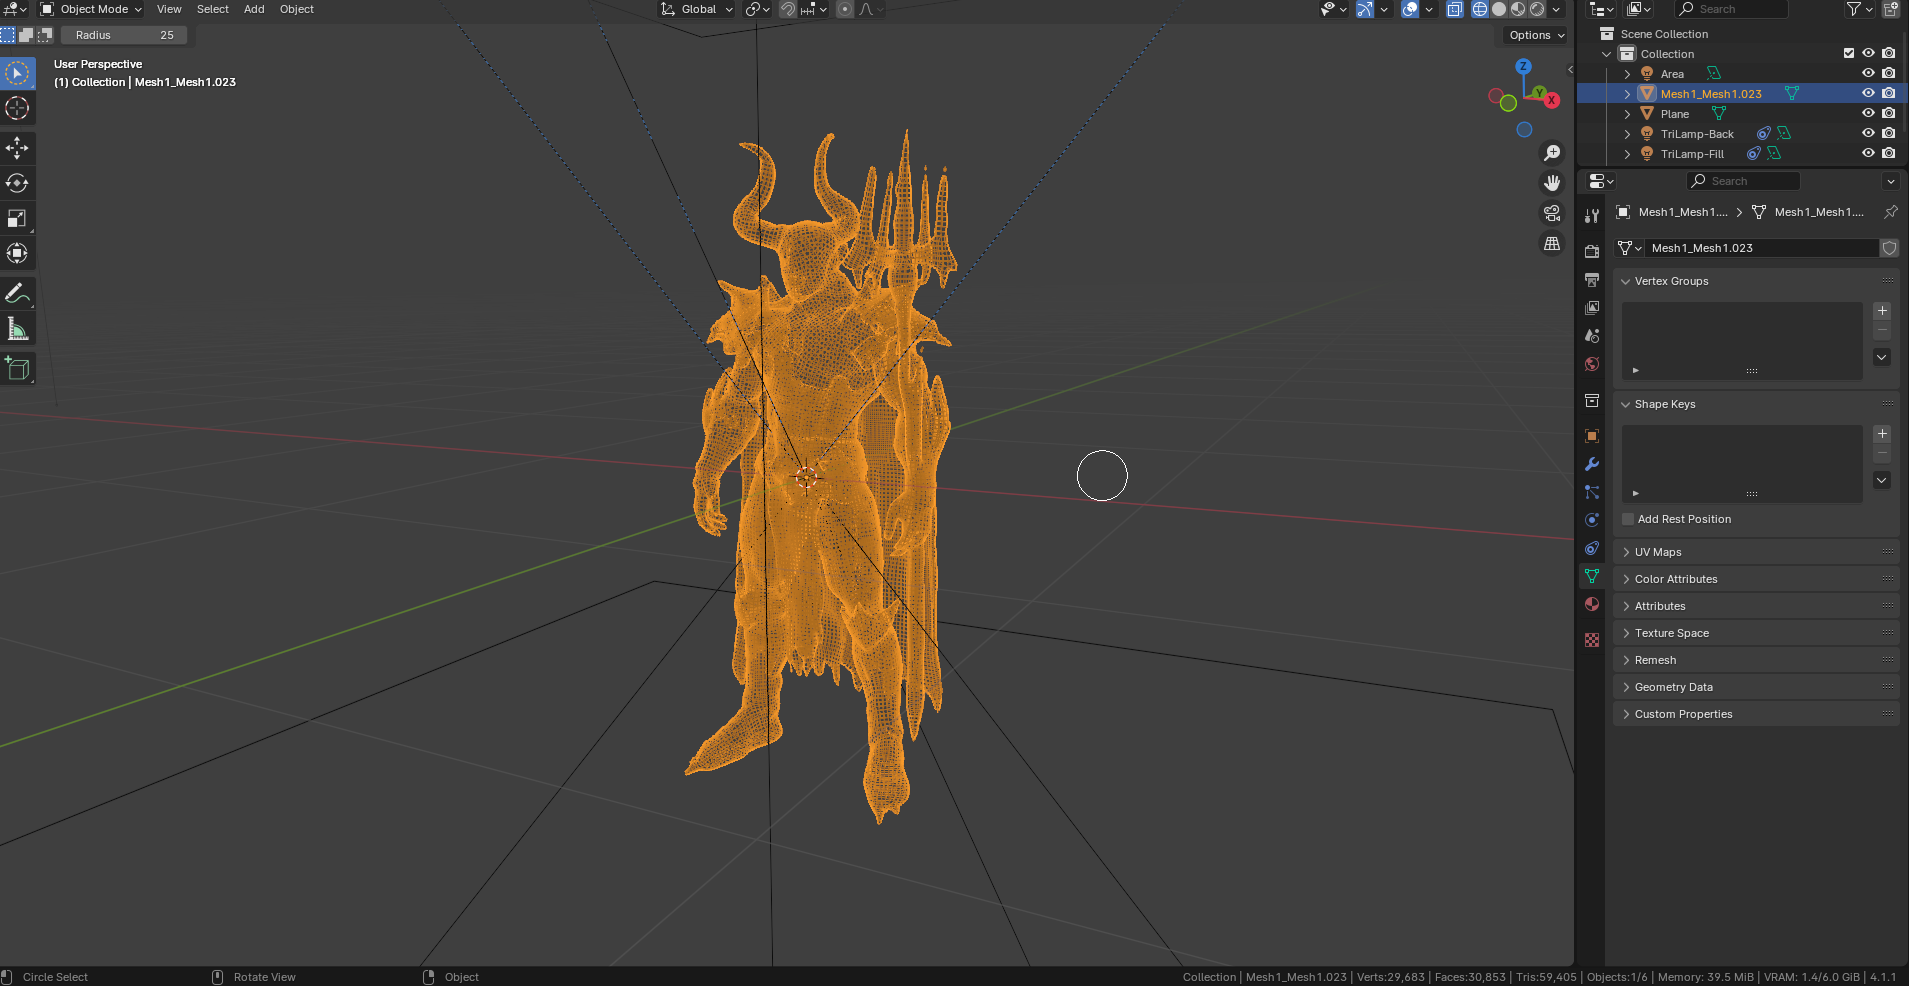 Object Mode View Select Add Object Global
Radius 25 Options
User Perspective
(1) Collection | Mesh1_Mesh1.023
Z
Y
X
Search
Scene Collection
Collection
Area
Mesh1_Mesh1.023
Plane
TriLamp-Back
TriLamp-Fill
Search
Mesh1_Mesh1.... Mesh1_Mesh1....
Mesh1_Mesh1.023
Vertex Groups
Shape Keys
Add Rest Position
UV Maps
Color Attributes
Attributes
Texture Space
Remesh
Geometry Data
Custom Properties
Circle Select Rotate View Object Collection | Mesh1_Mesh1.023 | Verts:29,683 | Faces:30,853 | Tris:59,405 | Objects:1/6 | Memory: 39.5 MiB | VRAM: 1.4/6.0 GiB | 4.1.1